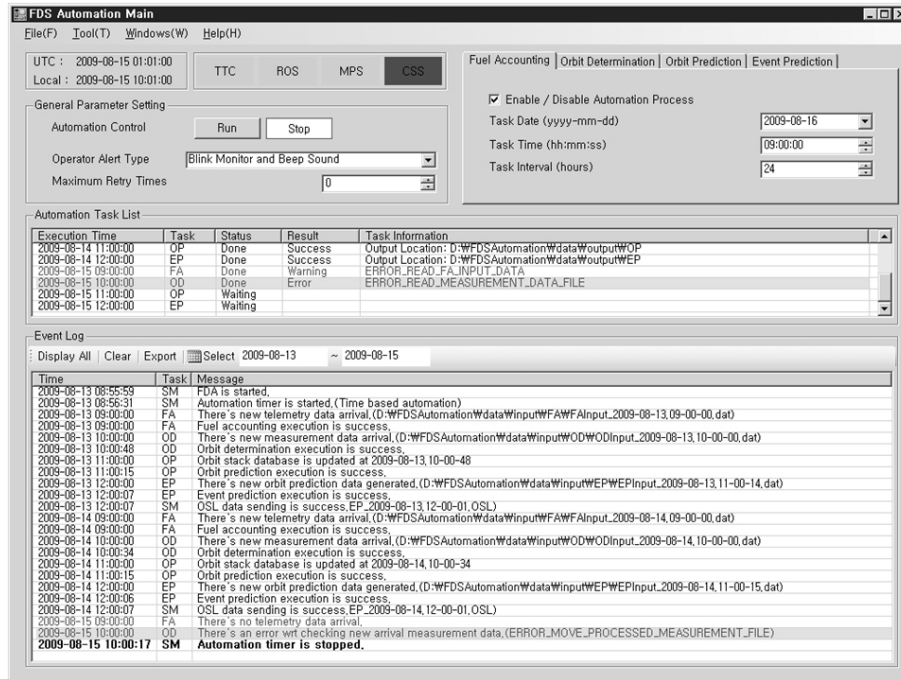 FDS Automation Main
File(F) Tool(T) Windows(W) Help(H)
UTC : 2009-08-15 01:01:00
Local : 2009-08-15 10:01:00
TTC ROS MPS CSS
General Parameter Setting
Automation Control Run Stop
Operator Alert Type Blink Monitor and Beep Sound
Maximum Retry Times 0
Fuel Accounting Orbit Determination Orbit Prediction Event Prediction
Enable / Disable Automation Process
Task Date (yyyy-mm-dd) 2009-08-16
Task Time (hh:mm:ss) 09:00:00
Task Interval (hours) 24
Automation Task List
Execution Time Task Status Result Task Information
2009-08-14 11:00:00 OP Done Success Output Location: D:₩FDSAutomation₩data₩output₩OP
2009-08-14 12:00:00 EP Done Success Output Location: D:₩FDSAutomation₩data₩output₩EP
2009-08-15 09:00:00 FA Done Warning ERROR_READ_FA_INPUT_DATA
2009-08-15 10:00:00 OD Done Error ERROR_READ_MEASUREMENT_DATA_FILE
2009-08-15 11:00:00 OP Waiting
2009-08-15 12:00:00 EP Waiting
Event Log
Display All Clear Export Select 2009-08-13 ~ 2009-08-15
Time Task Message
2009-08-13 08:55:59 SM FDA is started.
2009-08-13 08:56:31 SM Automation timer is started.(Time based automation)
2009-08-13 09:00:00 FA There's new telemetry data arrival.(D:₩FDSAutomation₩data₩input₩FA₩FAInput_2009-08-13,09-00-00.dat)
2009-08-13 09:00:00 FA Fuel accounting execution is success.
2009-08-13 10:00:00 OD There's new measurement data arrival.(D:₩FDSAutomation₩data₩input₩OD₩ODInput_2009-08-13,10-00-00.dat)
2009-08-13 10:00:48 OD Orbit determination execution is success.
2009-08-13 11:00:00 OP Orbit stack database is updated at 2009-08-13,10-00-48
2009-08-13 11:00:15 OP Orbit prediction execution is success.
2009-08-13 12:00:00 EP There's new orbit prediction data generated.(D:₩FDSAutomation₩data₩input₩EP₩EPInput_2009-08-13,11-00-14.dat)
2009-08-13 12:00:07 EP Event prediction execution is success.
2009-08-13 12:00:07 SM OSL data sending is success.EP_2009-08-13,12-00-01.OSL)
2009-08-14 09:00:00 FA There's new telemetry data arrival.(D:₩FDSAutomation₩data₩input₩FA₩FAInput_2009-08-14,09-00-00.dat)
2009-08-14 09:00:00 FA Fuel accounting execution is success.
2009-08-14 10:00:00 OD There's new measurement data arrival.(D:₩FDSAutomation₩data₩input₩OD₩ODInput_2009-08-14,10-00-00.dat)
2009-08-14 10:00:34 OD Orbit determination execution is success.
2009-08-14 11:00:00 OP Orbit stack database is updated at 2009-08-14,10-00-34
2009-08-14 11:00:15 OP Orbit prediction execution is success.
2009-08-14 12:00:00 EP There's new orbit prediction data generated.(D:₩FDSAutomation₩data₩input₩EP₩EPInput_2009-08-14,11-00-15.dat)
2009-08-14 12:00:06 EP Event prediction execution is success.
2009-08-14 12:00:07 SM OSL data sending is success.EP_2009-08-14,12-00-01.OSL)
2009-08-15 09:00:00 FA There's no telemetry data arrival.
2009-08-15 10:00:00 OD There's an error wrt checking new arrival measurement data.(ERROR_MOVE_PROCESSED_MEASUREMENT_FILE)
2009-08-15 10:00:17 SM Automation timer is stopped.